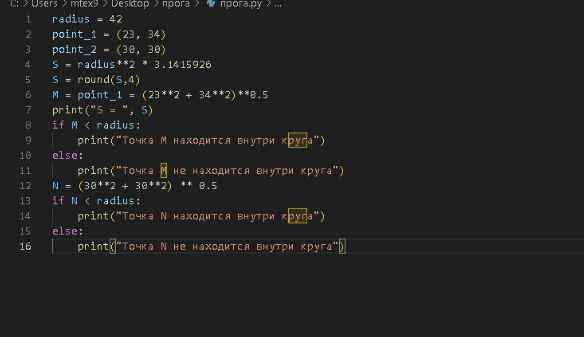 C: > Users > mtex9 > Desktop > прога > прога.py > ...
1 radius = 42
2 point_1 = (23, 34)
3 point_2 = (30, 30)
4 S = radius**2 * 3.1415926
5 S = round(S,4)
6 M = point_1 = (23**2 + 34**2)**0.5
7 print("S = ", S)
8 if M < radius:
9 print("Точка M находится внутри круга")
10 else:
11 print("Точка M не находится внутри круга")
12 N = (30**2 + 30**2) ** 0.5
13 if N < radius:
14 print("Точка N находится внутри круга")
15 else:
16 print("Точка N не находится внутри круга")